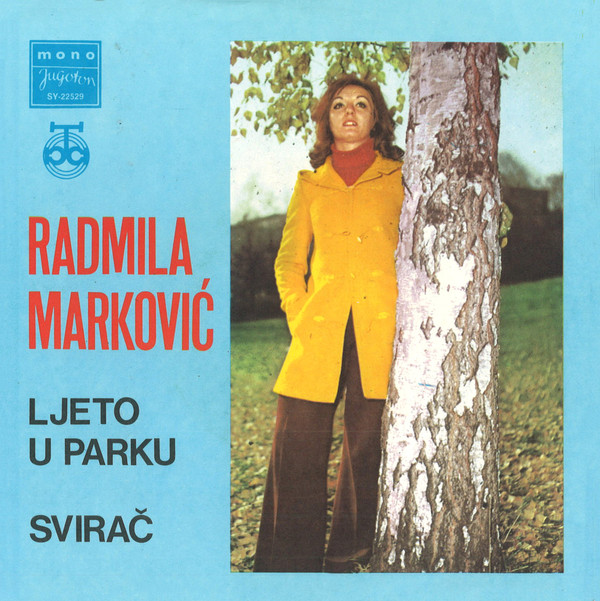 mono
Jugoton
SY-22529
RADMILA
MARKOVIĆ
LJETO
U PARKU
SVIRAČ